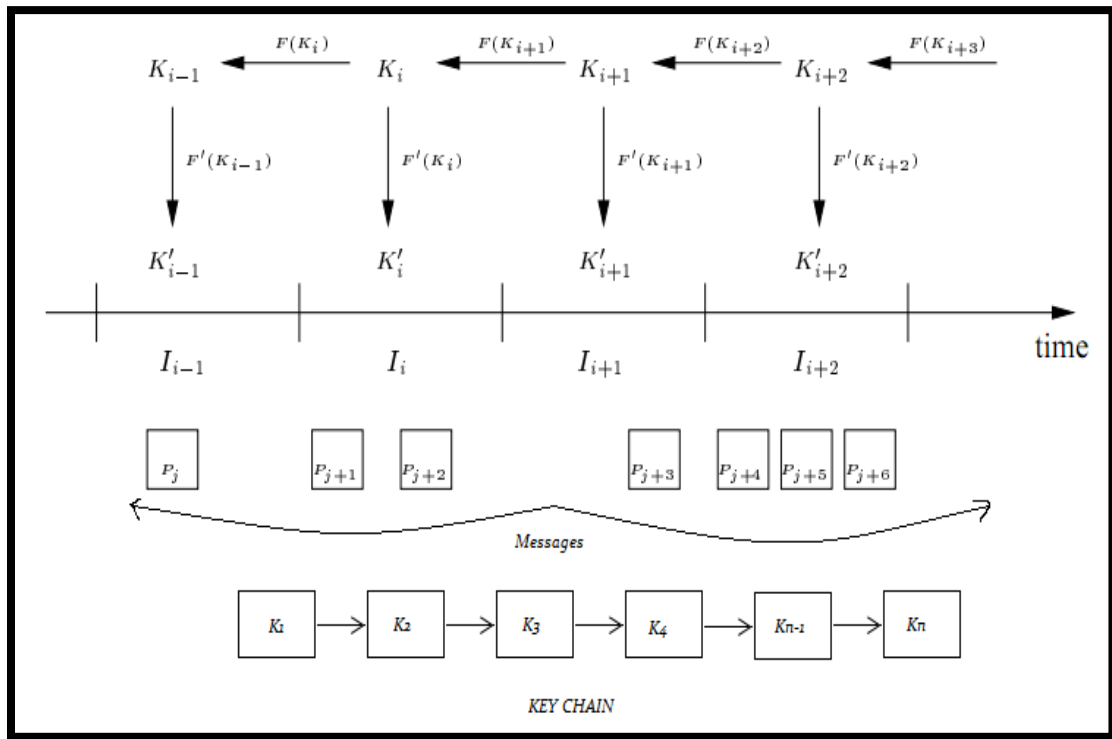 F(K_i) F(K_{i+1}) F(K_{i+2}) F(K_{i+3})
K_{i−1} K_i K_{i+1} K_{i+2}
F′(K_{i−1}) F′(K_i) F′(K_{i+1}) F′(K_{i+2})
K′_{i−1} K′_i K′_{i+1} K′_{i+2}
time
I_{i−1} I_i I_{i+1} I_{i+2}
P_j P_{j+1} P_{j+2} P_{j+3} P_{j+4} P_{j+5} P_{j+6}
Messages
K1 K2 K3 K4 Kn-1 Kn
KEY CHAIN